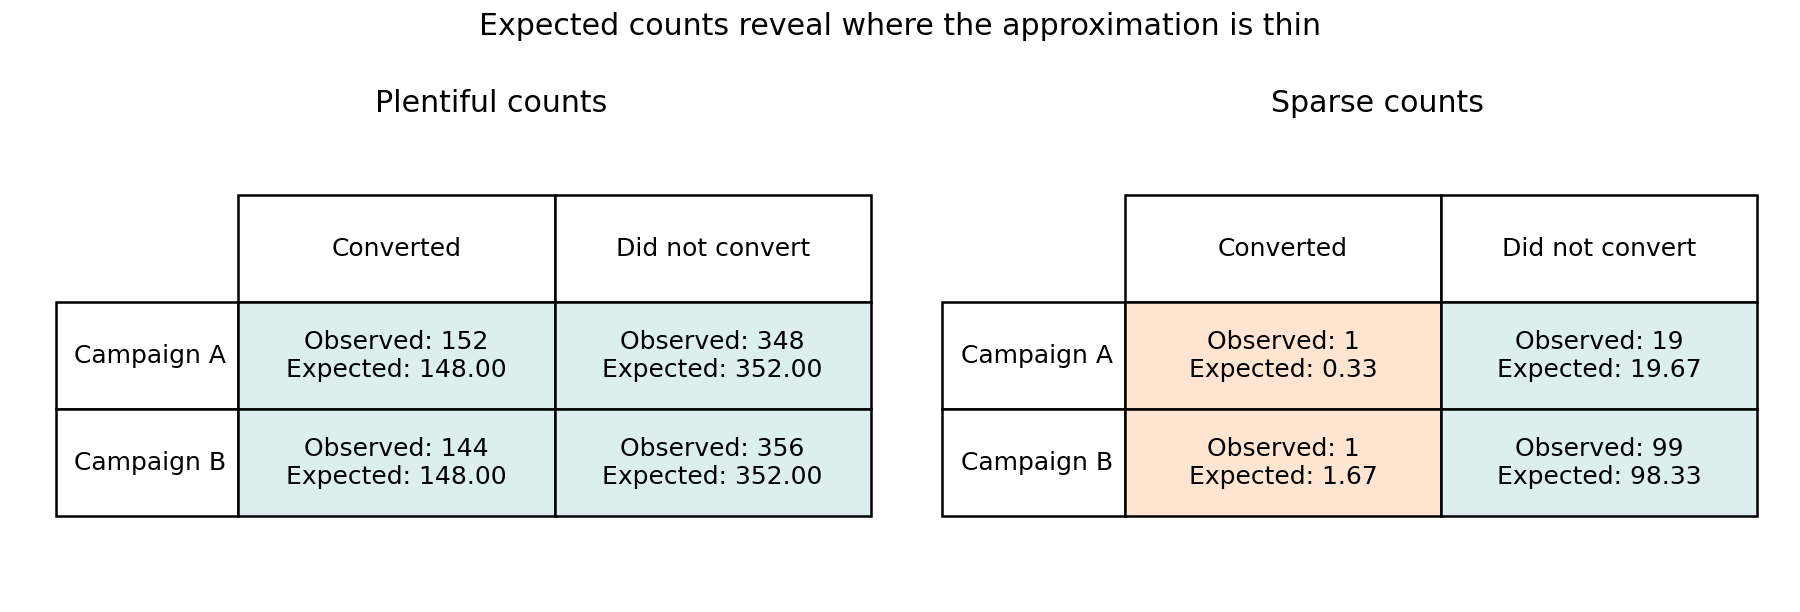 Expected counts reveal where the approximation is thin
Plentiful counts
Converted
Did not convert
Campaign A
Observed: 152
Expected: 148.00
Observed: 348
Expected: 352.00
Campaign B
Observed: 144
Expected: 148.00
Observed: 356
Expected: 352.00
Sparse counts
Converted
Did not convert
Campaign A
Observed: 1
Expected: 0.33
Observed: 19
Expected: 19.67
Campaign B
Observed: 1
Expected: 1.67
Observed: 99
Expected: 98.33